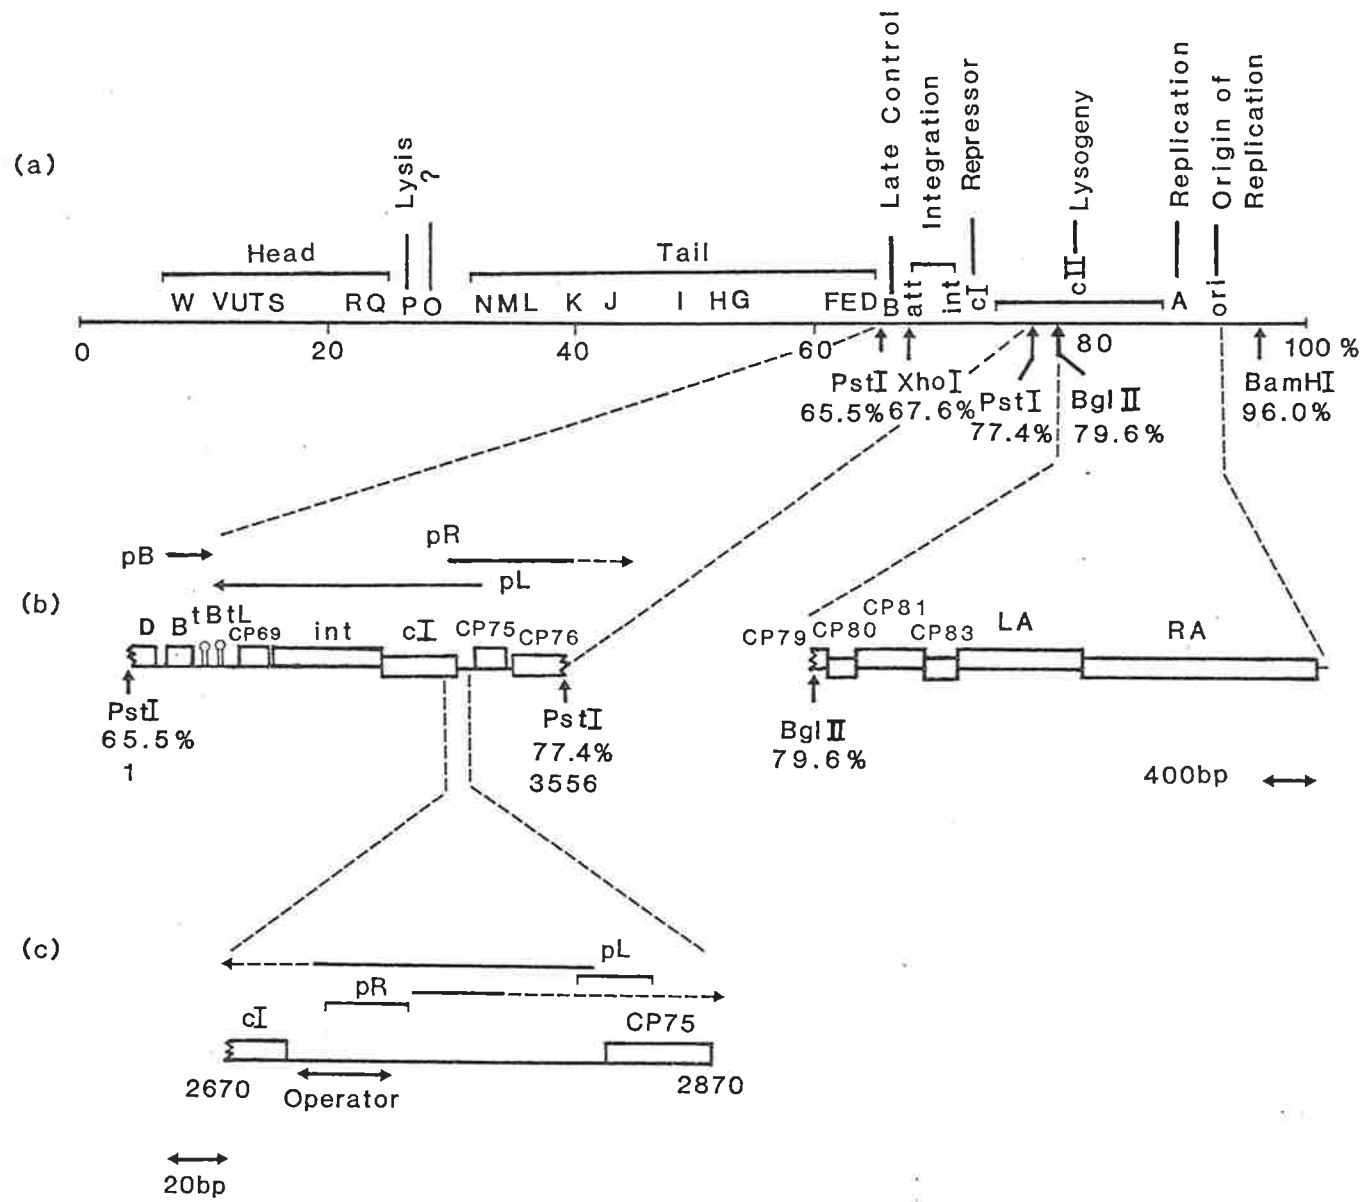 (a)
Lysis
?
Late Control
Integration
Repressor
Lysogeny
Replication
Origin of
Replication
Head
Tail
W VUTS RQ P O NML K J I HG FED B att int cI cII A ori
0 20 40 60 80 100 %
PstI XhoI PstI BglII BamHI
65.5% 67.6% 77.4% 79.6% 96.0%
(b)
pB
pR
pL
D B tB tL CP69 int cI CP75 CP76
CP79 CP80 CP81 CP83 LA RA
PstI
65.5%
1
PstI
77.4%
3556
BglII
79.6%
400bp
(c)
pL
pR
cI
CP75
2670
Operator
2870
20bp